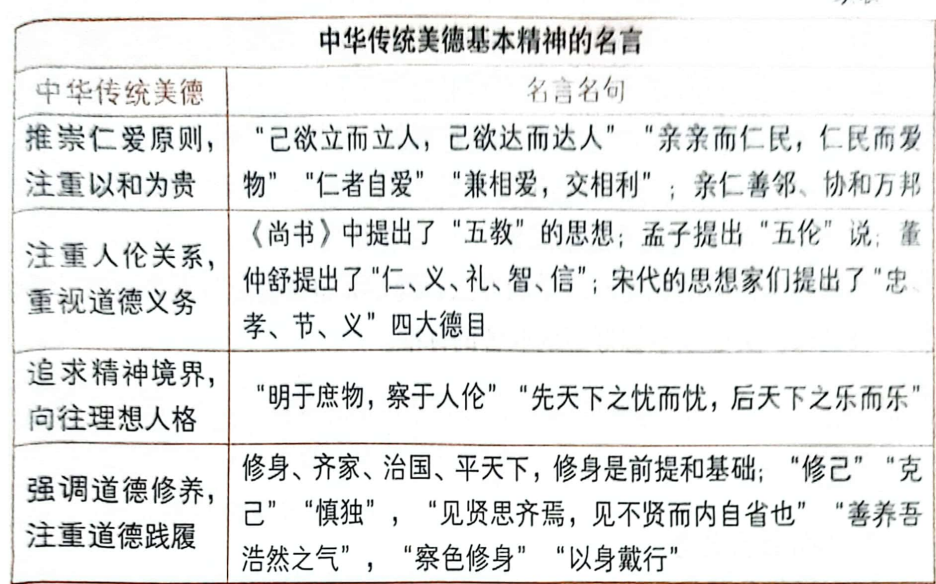 中华传统美德基本精神的名言
中华传统美德
名言名句
推崇仁爱原则，
注重以和为贵
“己欲立而立人，己欲达而达人” “亲亲而仁民，仁民而爱
物” “仁者自爱” “兼相爱，交相利”；亲仁善邻、协和万邦
注重人伦关系，
重视道德义务
《尚书》中提出了“五教”的思想；孟子提出“五伦”说；董
仲舒提出了“仁、义、礼、智、信”；宋代的思想家们提出了“忠、
孝、节、义”四大德目
追求精神境界，
向往理想人格
“明于庶物，察于人伦” “先天下之忧而忧，后天下之乐而乐”
强调道德修养，
注重道德践履
修身、齐家、治国、平天下，修身是前提和基础；“修己” “克
己” “慎独”，“见贤思齐焉，见不贤而内自省也” “善养吾
浩然之气”，“察色修身” “以身戴行”